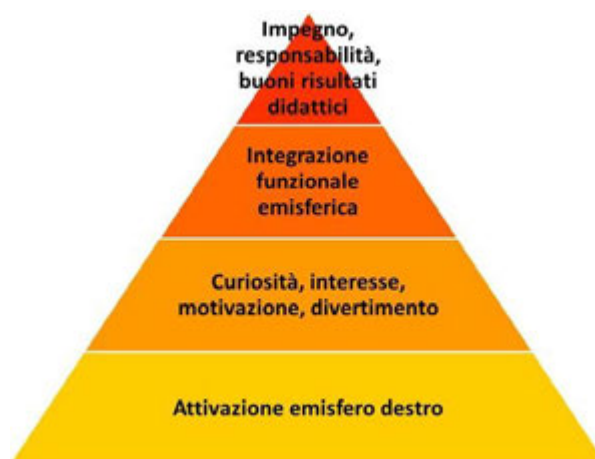 Impegno,
responsabilità,
buoni risultati
didattici
Integrazione
funzionale
emisferica
Curiosità, interesse,
motivazione, divertimento
Attivazione emisfero destro